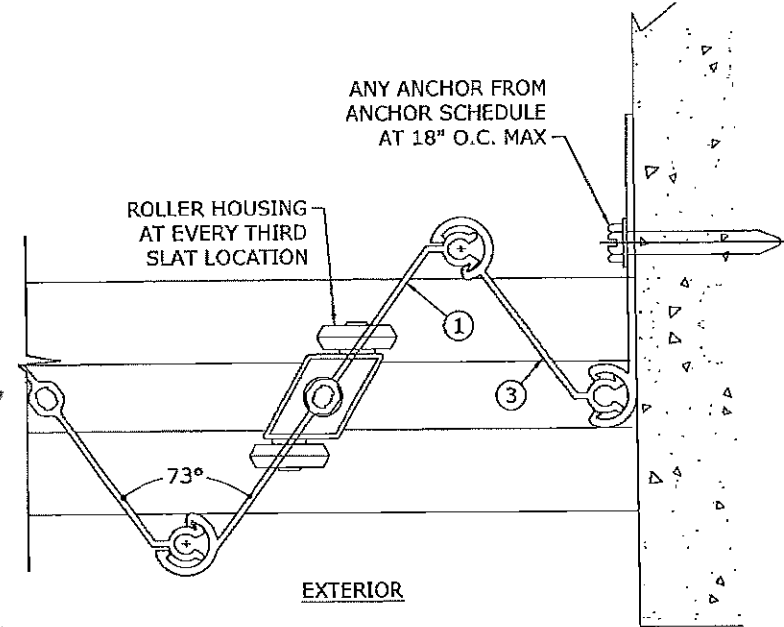 ANY ANCHOR FROM
ANCHOR SCHEDULE
AT 18" O.C. MAX
ROLLER HOUSING
AT EVERY THIRD
SLAT LOCATION
1
3
73°
EXTERIOR